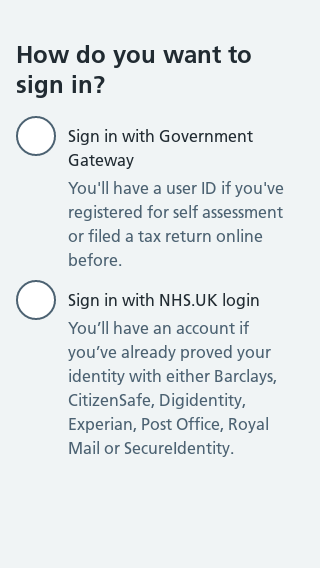 How do you want to
sign in?
Sign in with Government
Gateway
You'll have a user ID if you've
registered for self assessment
or filed a tax return online
before.
Sign in with NHS.UK login
You’ll have an account if
you’ve already proved your
identity with either Barclays,
CitizenSafe, Digidentity,
Experian, Post Office, Royal
Mail or SecureIdentity.